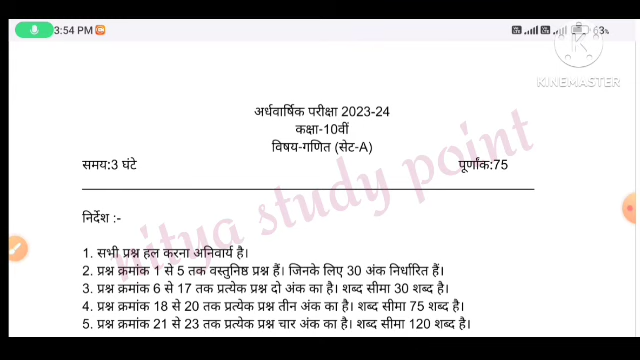 3:54 PM
63%
KINEMASTER
अर्धवार्षिक परीक्षा 2023-24
कक्षा-10वीं
विषय-गणित (सेट-A)
समय:3 घंटे पूर्णांक:75
nitya study point
निर्देश :-
1. सभी प्रश्न हल करना अनिवार्य है।
2. प्रश्न क्रमांक 1 से 5 तक वस्तुनिष्ठ प्रश्न हैं। जिनके लिए 30 अंक निर्धारित हैं।
3. प्रश्न क्रमांक 6 से 17 तक प्रत्येक प्रश्न दो अंक का है। शब्द सीमा 30 शब्द है।
4. प्रश्न क्रमांक 18 से 20 तक प्रत्येक प्रश्न तीन अंक का है। शब्द सीमा 75 शब्द है।
5. प्रश्न क्रमांक 21 से 23 तक प्रत्येक प्रश्न चार अंक का है। शब्द सीमा 120 शब्द है।